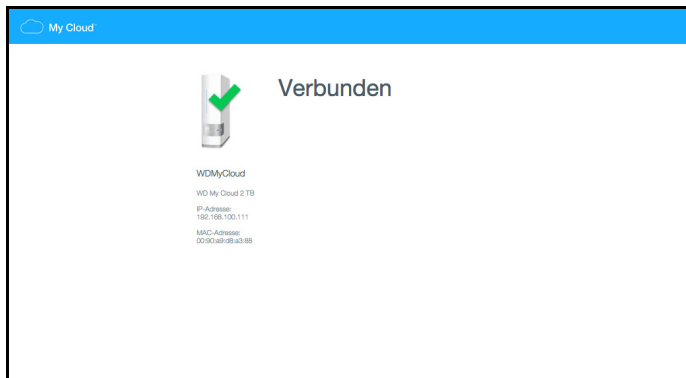 My Cloud
Verbunden
WDMyCloud
WD My Cloud 2 TB
IP-Adresse:
192.168.100.111
MAC-Adresse:
00:90:a9:d8:a3:88